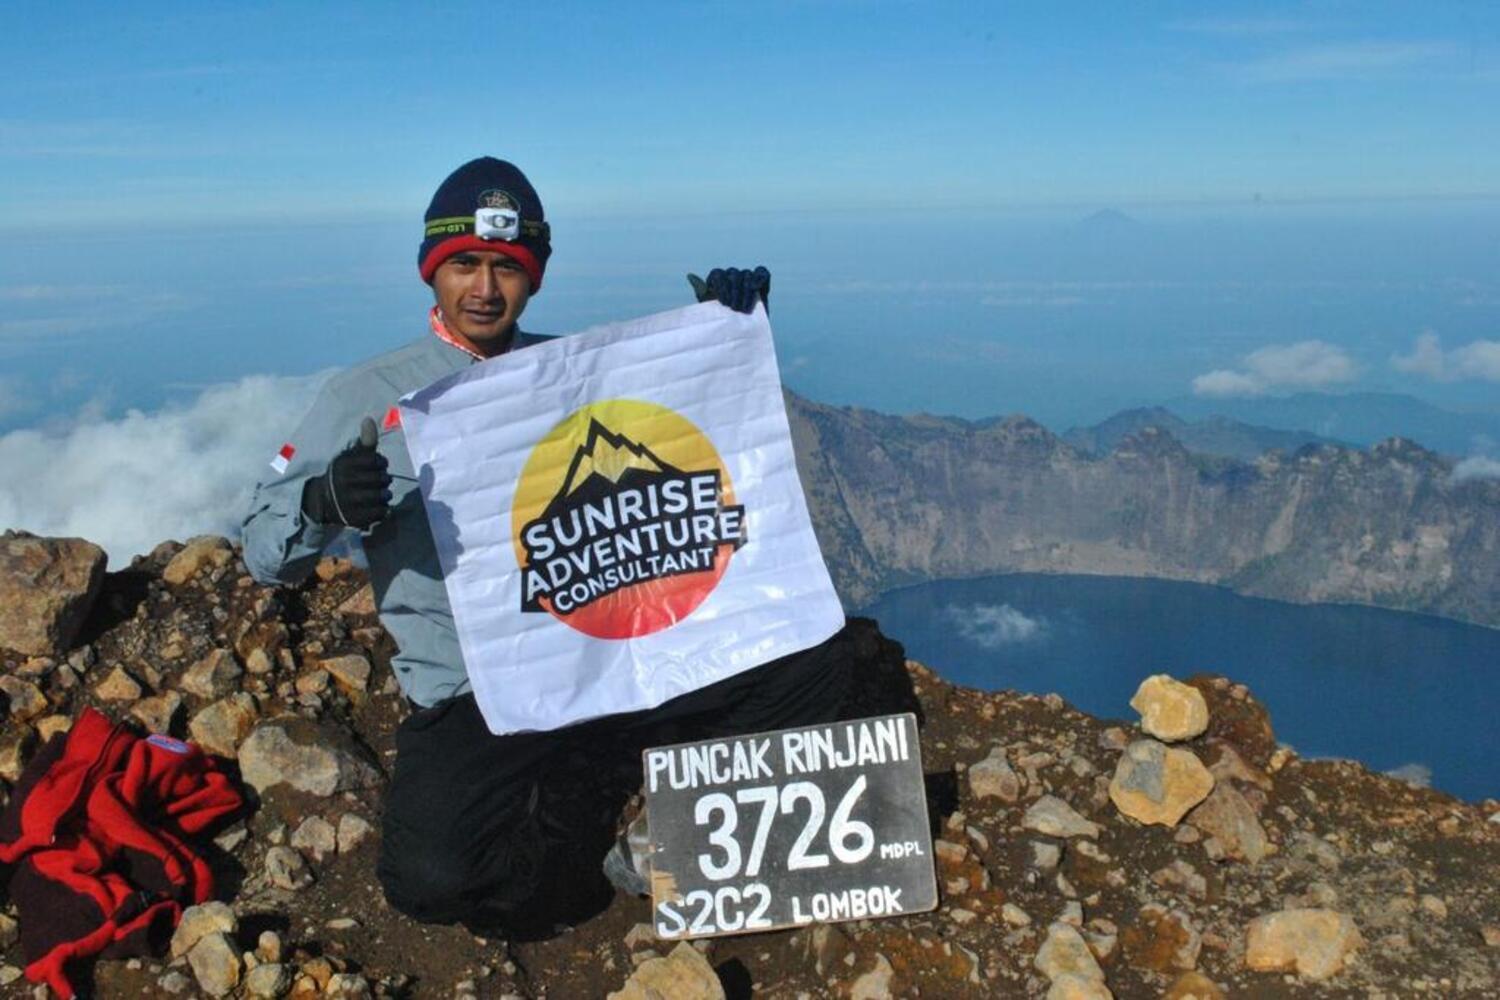 SUNRISE
ADVENTURE
CONSULTANT
PUNCAK RINJANI
3726 MDPL
S2C2 LOMBOK